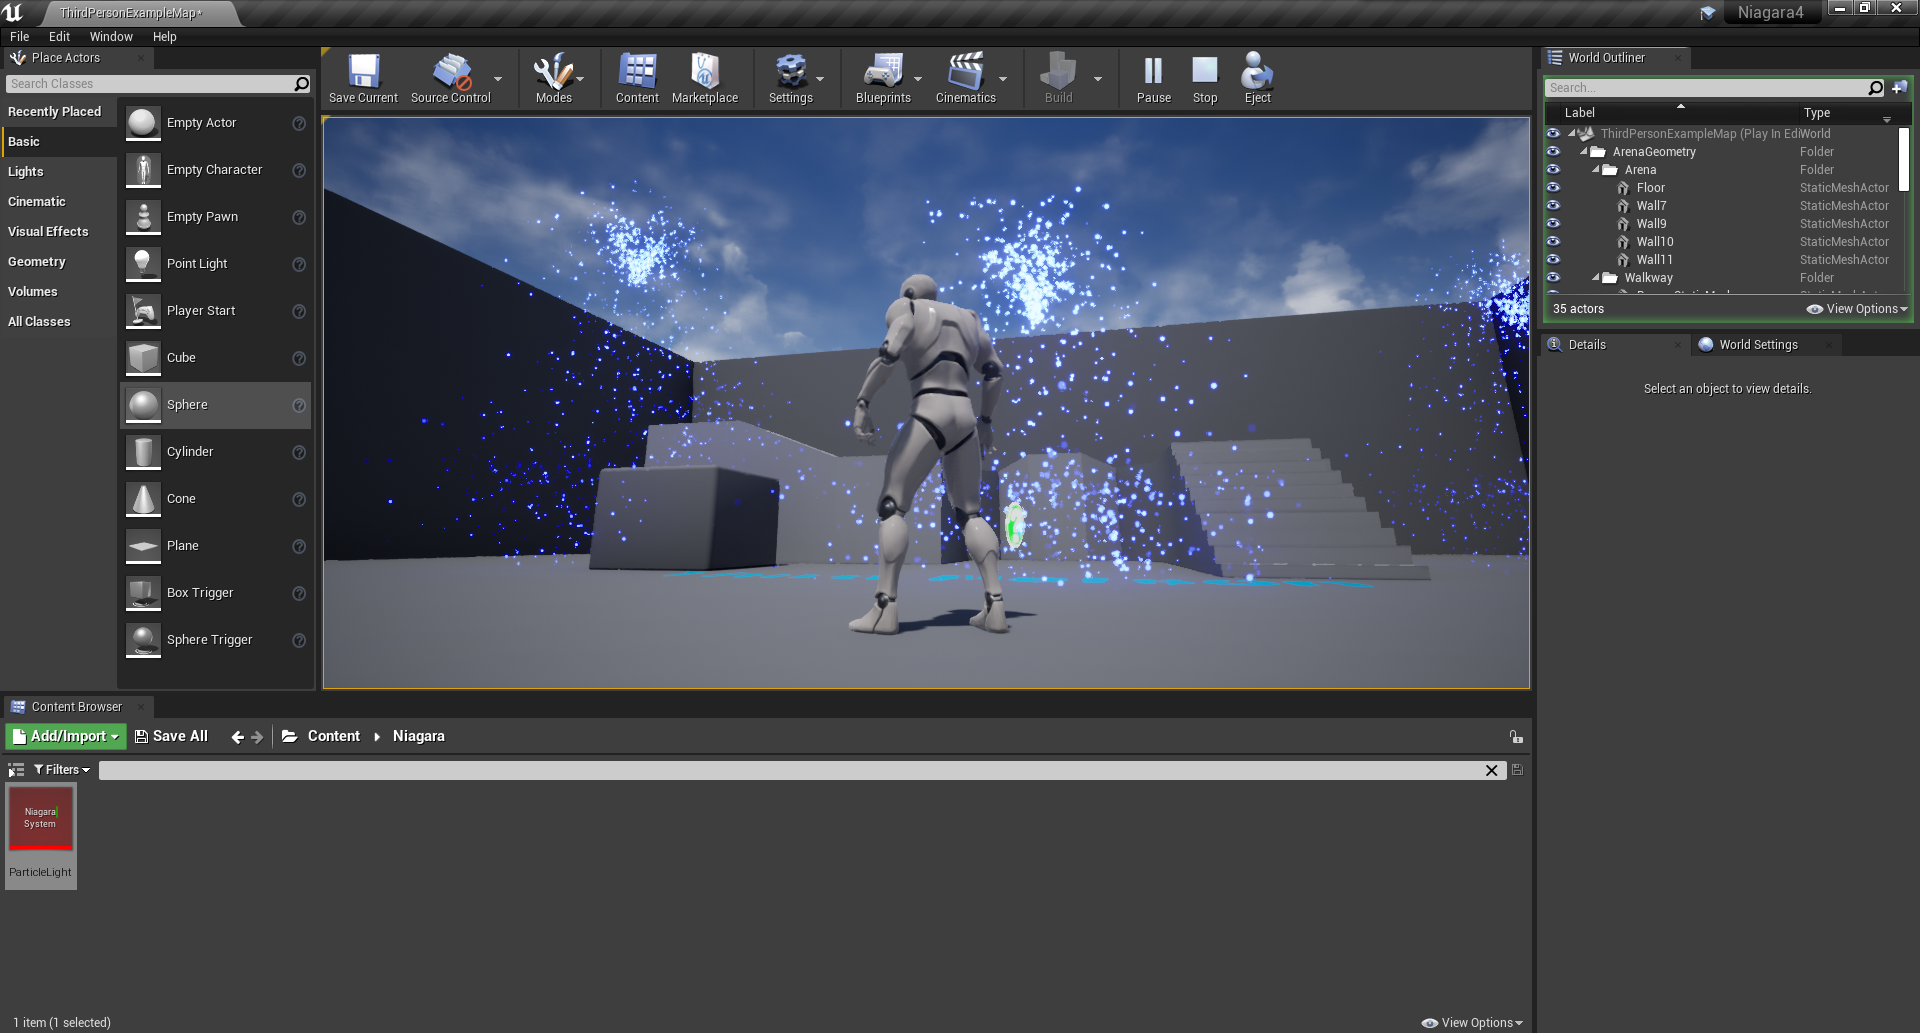 ThirdPersonExampleMap*
Niagara4
File Edit Window Help
Place Actors
Search Classes
Recently Placed
Basic
Lights
Cinematic
Visual Effects
Geometry
Volumes
All Classes
Empty Actor
Empty Character
Empty Pawn
Point Light
Player Start
Cube
Sphere
Cylinder
Cone
Plane
Box Trigger
Sphere Trigger
Save Current
Source Control
Modes
Content
Marketplace
Settings
Blueprints
Cinematics
Build
Pause
Stop
Eject
World Outliner
Search...
Label Type
ThirdPersonExampleMap (Play In Edi World
ArenaGeometry Folder
Arena Folder
Floor StaticMeshActor
Wall7 StaticMeshActor
Wall9 StaticMeshActor
Wall10 StaticMeshActor
Wall11 StaticMeshActor
Walkway Folder
35 actors View Options
Details World Settings
Select an object to view details.
Content Browser
Add/Import Save All Content Niagara
Filters
Niagara
System
ParticleLight
1 item (1 selected) View Options